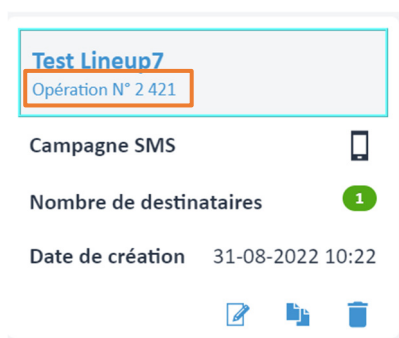 Test Lineup7
Opération N° 2 421
Campagne SMS
Nombre de destinataires 1
Date de création 31-08-2022 10:22